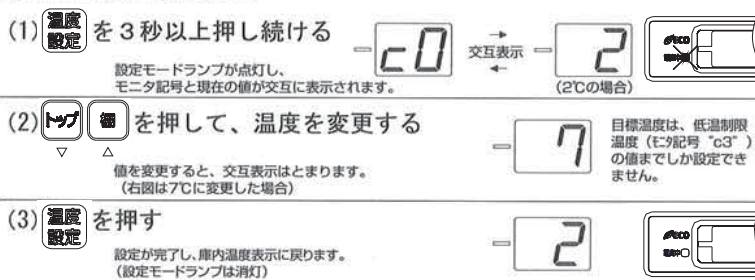 (1) 温度設定 を3秒以上押し続ける
設定モードランプが点灯し、
モニタ記号と現在の値が交互に表示されます。
c0
交互表示
2
(2℃の場合)
ECO
(2) トップ 棚 を押して、温度を変更する
▽ △
値を変更すると、交互表示はとまります。
(右図は7℃に変更した場合)
7
目標温度は、低温制限
温度(モニタ記号“c3”)
の値までしか設定でき
ません。
(3) 温度設定 を押す
設定が完了し、庫内温度表示に戻ります。
(設定モードランプは消灯)
2
ECO